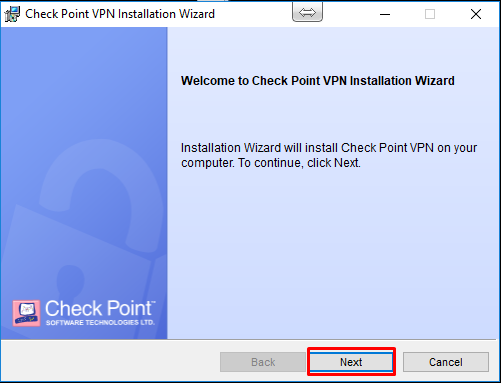 Check Point VPN Installation Wizard
Welcome to Check Point VPN Installation Wizard
Installation Wizard will install Check Point VPN on your
computer. To continue, click Next.
Check Point™
SOFTWARE TECHNOLOGIES LTD.
Back
Next
Cancel